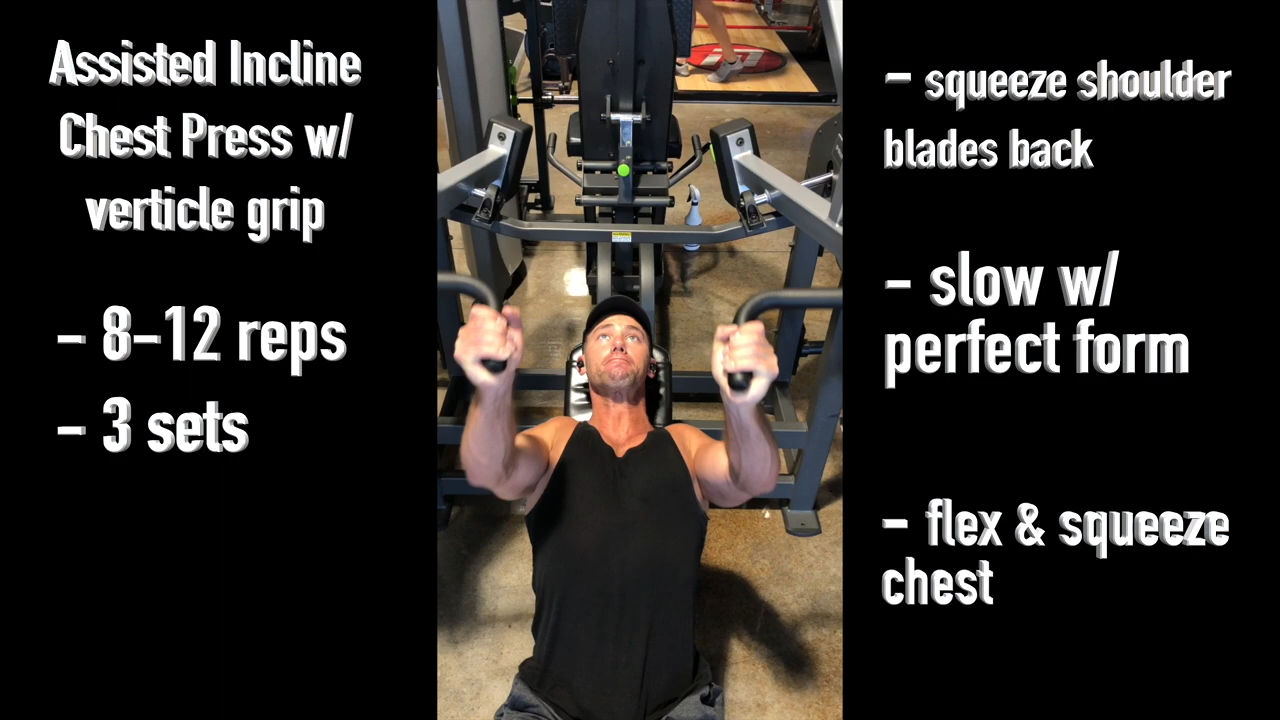 Assisted Incline
Chest Press w/
verticle grip
- 8-12 reps
- 3 sets
- squeeze shoulder
blades back
- slow w/
perfect form
- flex & squeeze
chest